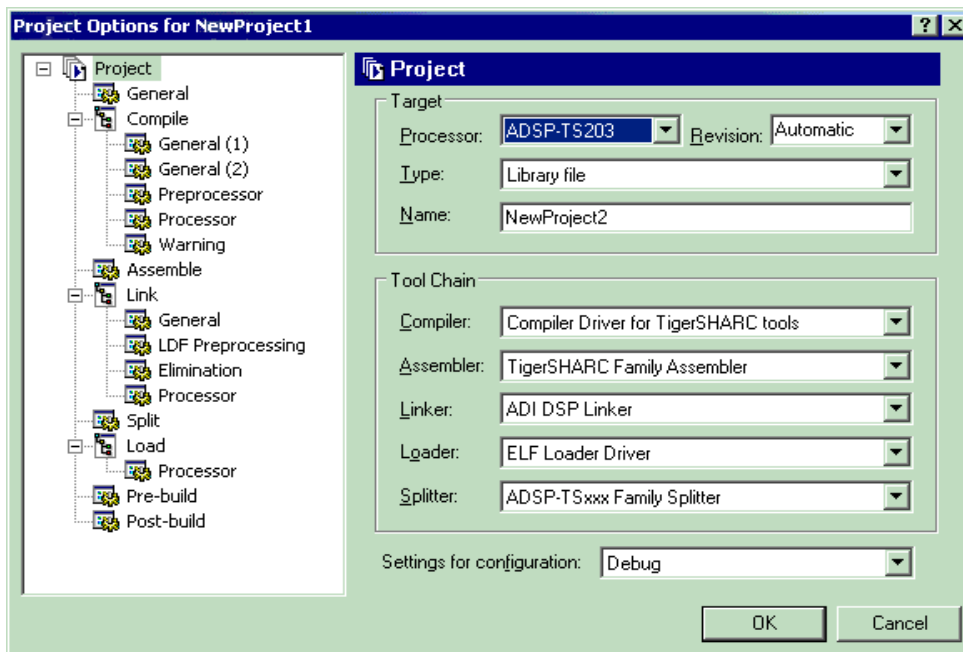 Project Options for NewProject1
Project
General
Compile
General (1)
General (2)
Preprocessor
Processor
Warning
Assemble
Link
General
LDF Preprocessing
Elimination
Processor
Split
Load
Processor
Pre-build
Post-build
Project
Target
Processor: ADSP-TS203 Revision: Automatic
Type: Library file
Name: NewProject2
Tool Chain
Compiler: Compiler Driver for TigerSHARC tools
Assembler: TigerSHARC Family Assembler
Linker: ADI DSP Linker
Loader: ELF Loader Driver
Splitter: ADSP-TSxxx Family Splitter
Settings for configuration: Debug
OK Cancel